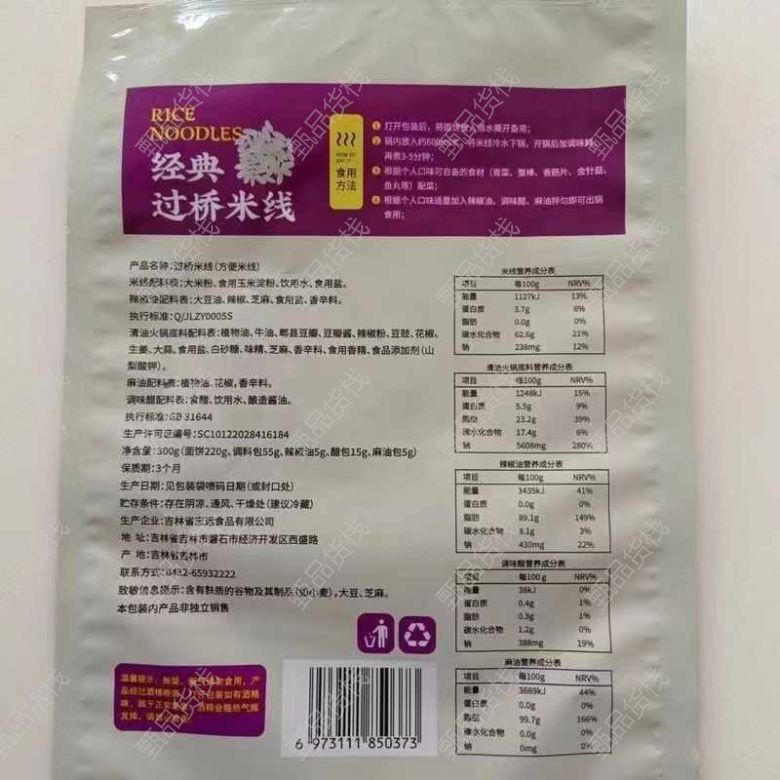 RICE
NOODLES
经典
过桥米线
HOW TO
EAT IT
食用
方法
1 打开包装后，将面饼放入
2 锅内放入约600ml水，将米线冷水下锅，开锅后加调味料，
再煮3-5分钟；
3 根据个人口味可自备的食材（青菜、蟹棒、香肠片、金针菇、
鱼丸等）配菜；
4 根据个人口味适量加入辣椒油、调味醋、麻油拌匀即可出锅
食用；
产品名称：过桥米线（方便米线）
米线配料表：大米粉、食用玉米淀粉、饮用水、食用盐。
辣椒油配料表：大豆油、辣椒、芝麻、食用盐、香辛料。
执行标准：Q/JLZY0005S
清油火锅底料配料表：植物油、牛油、郫县豆瓣、豆瓣酱、辣椒粉、豆豉、花椒、
生姜、大蒜、食用盐、白砂糖、味精、芝麻、香辛料、食用香精、食品添加剂（山
梨酸钾）。
麻油配料表：植物油、花椒，香辛料。
调味醋配料表：食醋、饮用水、酿造酱油。
执行标准：GB 31644
生产许可证编号：SC10122028416184
净含量：300g（面饼220g、调料包55g、辣椒油5g、醋包15g、麻油包5g）
保质期：3个月
生产日期：见包装袋喷码日期（或封口处）
贮存条件：存在阴凉、通风、干燥处（建议冷藏）
生产企业：吉林省宏远食品有限公司
地 址：吉林省吉林市磐石市经济开发区西盛路
产 地：吉林省吉林市
联系方式：0432-65932222
致敏信息提示：含有麸质的谷物及其制品（如小麦），大豆、芝麻。
本包装内产品非独立销售
米线营养成分表
项目 每100g NRV%
能量 1127kJ 13%
蛋白质 3.7g 6%
脂肪 0.0g 0%
碳水化合物 62.6g 21%
钠 238mg 12%
清油火锅底料营养成分表
项目 每100g NRV%
能量 1248kJ 15%
蛋白质 5.5g 9%
脂肪 23.2g 39%
碳水化合物 17.4g 6%
钠 5608mg 280%
辣椒油营养成分表
项目 每100g NRV%
能量 3435kJ 41%
蛋白质 0.0g 0%
脂肪 89.1g 149%
碳水化合物 8.1g 3%
钠 430mg 22%
调味醋营养成分表
项目 每100 g NRV%
能量 38kJ 0%
蛋白质 0.4g 1%
脂肪 0.3g 1%
碳水化合物 1.2g 0%
钠 388mg 19%
麻油营养成分表
项目 每100g NRV%
能量 3689kJ 44%
蛋白质 0.0g 0%
脂肪 99.7g 166%
碳水化合物 0.0g 0%
钠 0mg 0%
温馨提示：
6 973111 850373
甄品货栈